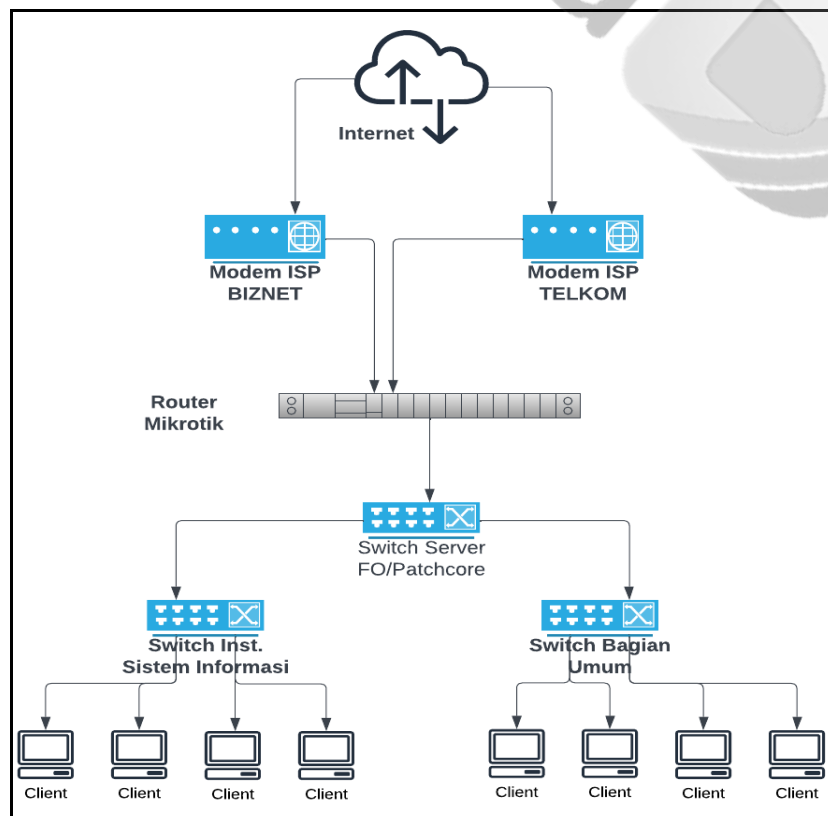 Internet
Modem ISP
BIZNET
Modem ISP
TELKOM
Router
Mikrotik
Switch Server
FO/Patchcore
Switch Inst.
Sistem Informasi
Switch Bagian
Umum
Client
Client
Client
Client
Client
Client
Client
Client